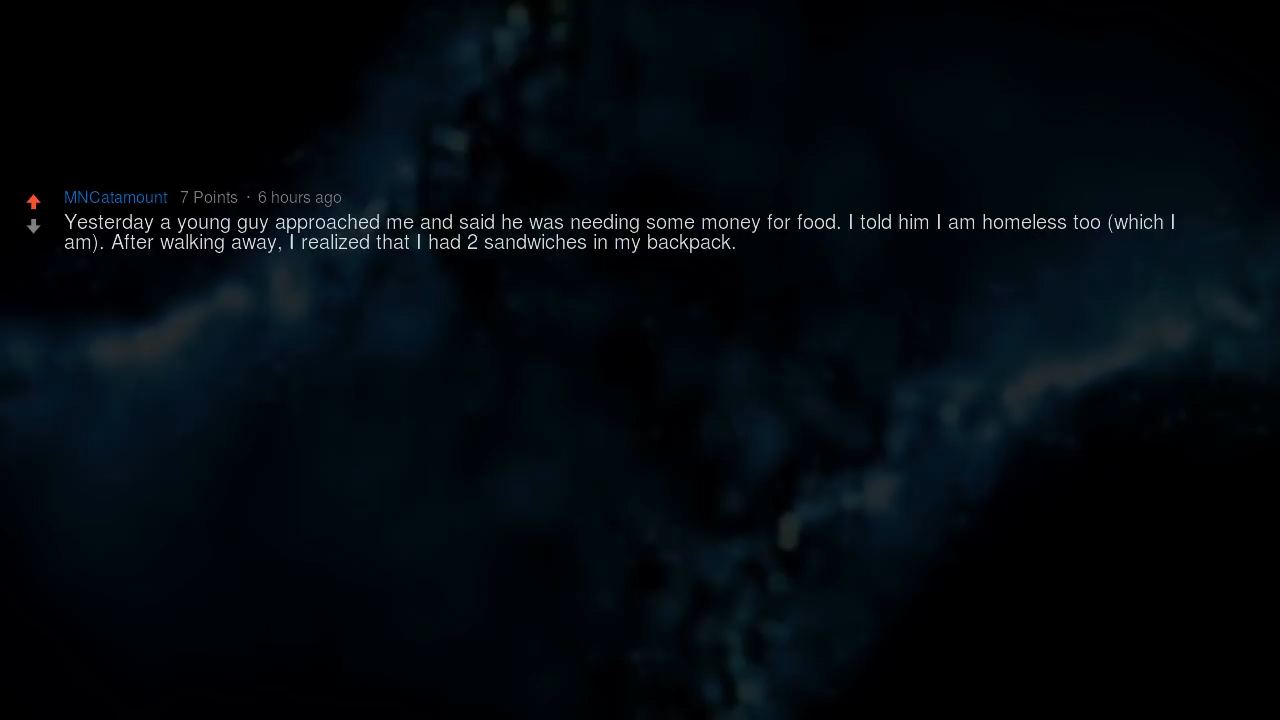 MNCatamount 7 Points · 6 hours ago
Yesterday a young guy approached me and said he was needing some money for food. I told him I am homeless too (which I
am). After walking away, I realized that I had 2 sandwiches in my backpack.